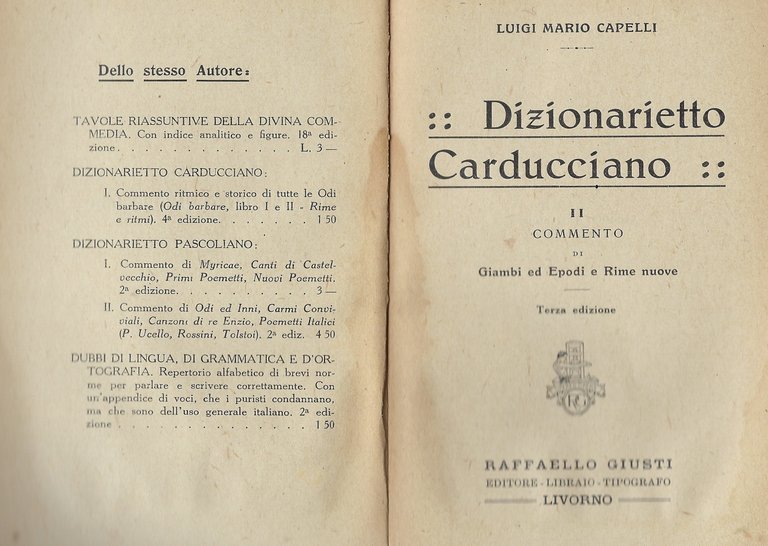 Dello stesso Autore:
TAVOLE RIASSUNTIVE DELLA DIVINA COM-
MEDIA. Con indice analitico e figure. 18ª edi-
zione . . . . . . . . . . . . . . L. 3 —
DIZIONARIETTO CARDUCCIANO:
I. Commento ritmico e storico di tutte le Odi
barbare (Odi barbare, libro I e II - Rime
e ritmi). 4ª edizione. . . . . . . 1 50
DIZIONARIETTO PASCOLIANO:
I. Commento di Myricae, Canti di Castel-
vecchio, Primi Poemetti, Nuovi Poemetti.
2ª edizione. . . . . . . . . . . 3 —
II. Commento di Odi ed Inni, Carmi Convi-
viali, Canzoni di re Enzio, Poemetti Italici
(P. Ucello, Rossini, Tolstoi). 2ª ediz. 4 50
DUBBI DI LINGUA, DI GRAMMATICA E D'OR-
TOGRAFIA. Repertorio alfabetico di brevi nor-
me per parlare e scrivere correttamente. Con
un'appendice di voci, che i puristi condannano,
ma che sono dell'uso generale italiano. 2ª edi-
zione . . . . . . . . . . . . . . 1 50
LUIGI MARIO CAPELLI
:: Dizionarietto
Carducciano ::
II
COMMENTO
DI
Giambi ed Epodi e Rime nuove
Terza edizione
RAFFAELLO GIUSTI
EDITORE - LIBRAIO - TIPOGRAFO
LIVORNO